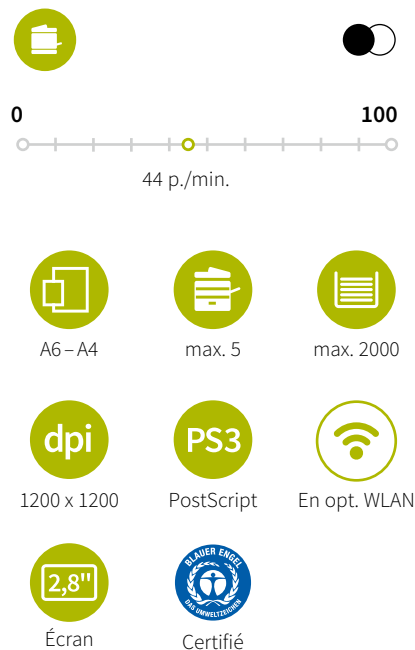 0 100
44 p./min.
A6 – A4 max. 5 max. 2000
dpi PS3
1200 x 1200 PostScript En opt. WLAN
2,8"
BLAUER ENGEL
DAS UMWELTZEICHEN
Écran Certifié